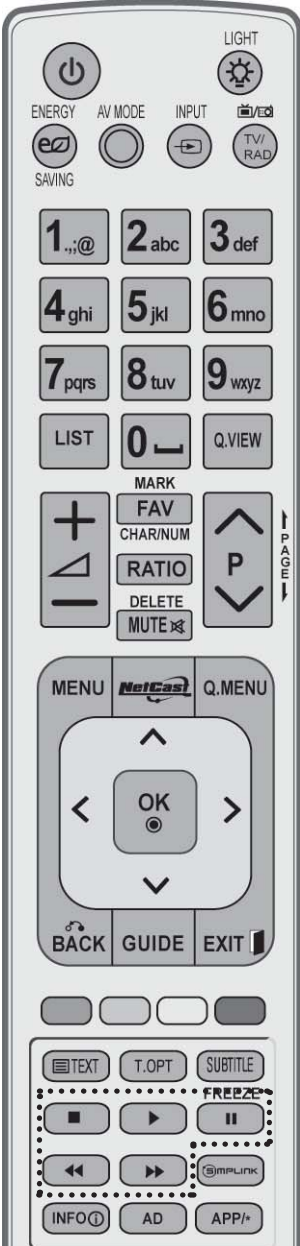 LIGHT
ENERGY AV MODE INPUT
TV/
RAD
SAVING
1.,;@ 2abc 3def
4ghi 5jkl 6mno
7pqrs 8tuv 9wxyz
LIST 0 Q.VIEW
MARK
FAV
CHAR/NUM
P
PAGE
RATIO
DELETE
MUTE
MENU NetCast Q.MENU
OK
BACK GUIDE EXIT
TEXT T.OPT SUBTITLE
FREEZE
SIMPLINK
INFO AD APP/*